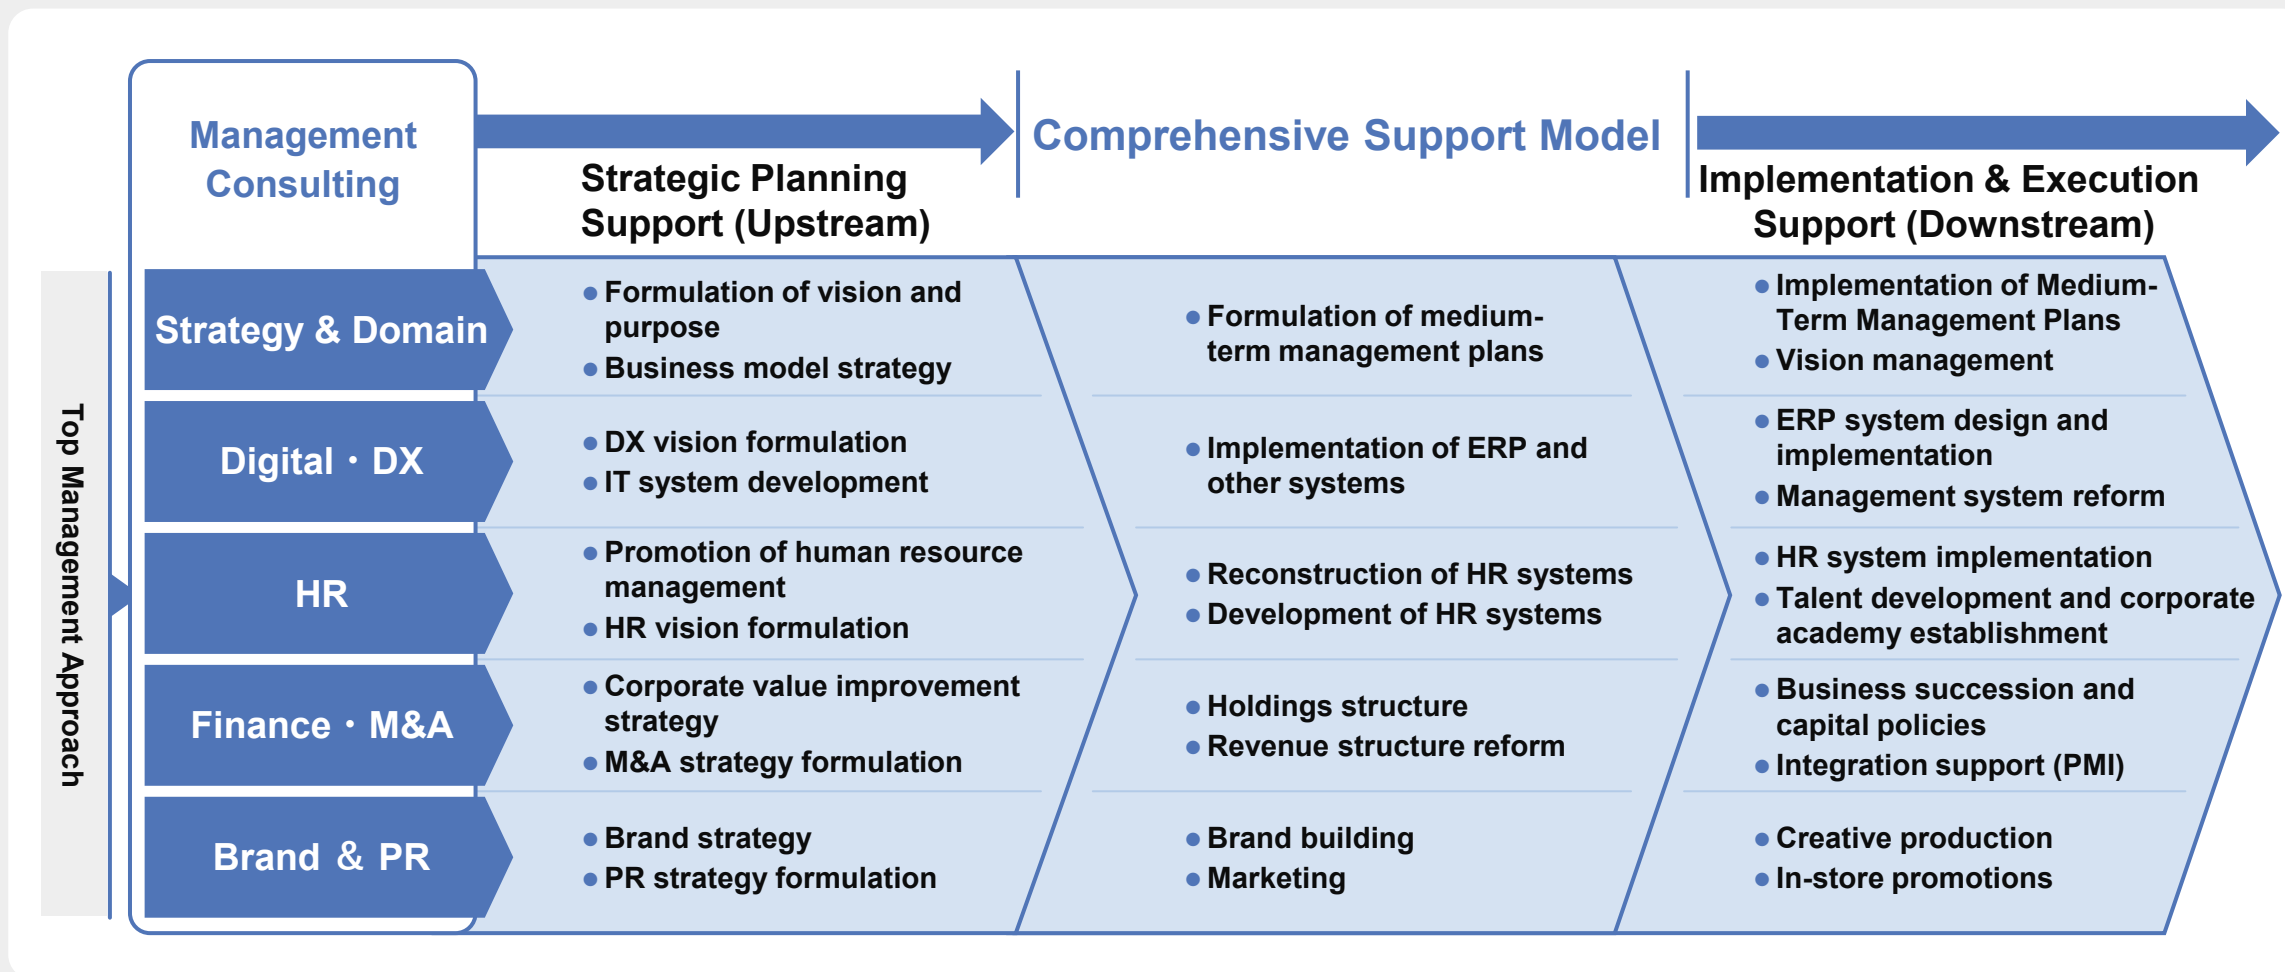 Management
Consulting
Strategic Planning
Support (Upstream)
Comprehensive Support Model
Implementation & Execution
Support (Downstream)
Top Management Approach
Strategy & Domain
● Formulation of vision and
purpose
● Business model strategy
● Formulation of medium-
term management plans
● Implementation of Medium-
Term Management Plans
● Vision management
Digital・DX
● DX vision formulation
● IT system development
● Implementation of ERP and
other systems
● ERP system design and
implementation
● Management system reform
HR
● Promotion of human resource
management
● HR vision formulation
● Reconstruction of HR systems
● Development of HR systems
● HR system implementation
● Talent development and corporate
academy establishment
Finance・M&A
● Corporate value improvement
strategy
● M&A strategy formulation
● Holdings structure
● Revenue structure reform
● Business succession and
capital policies
● Integration support (PMI)
Brand ＆ PR
● Brand strategy
● PR strategy formulation
● Brand building
● Marketing
● Creative production
● In-store promotions